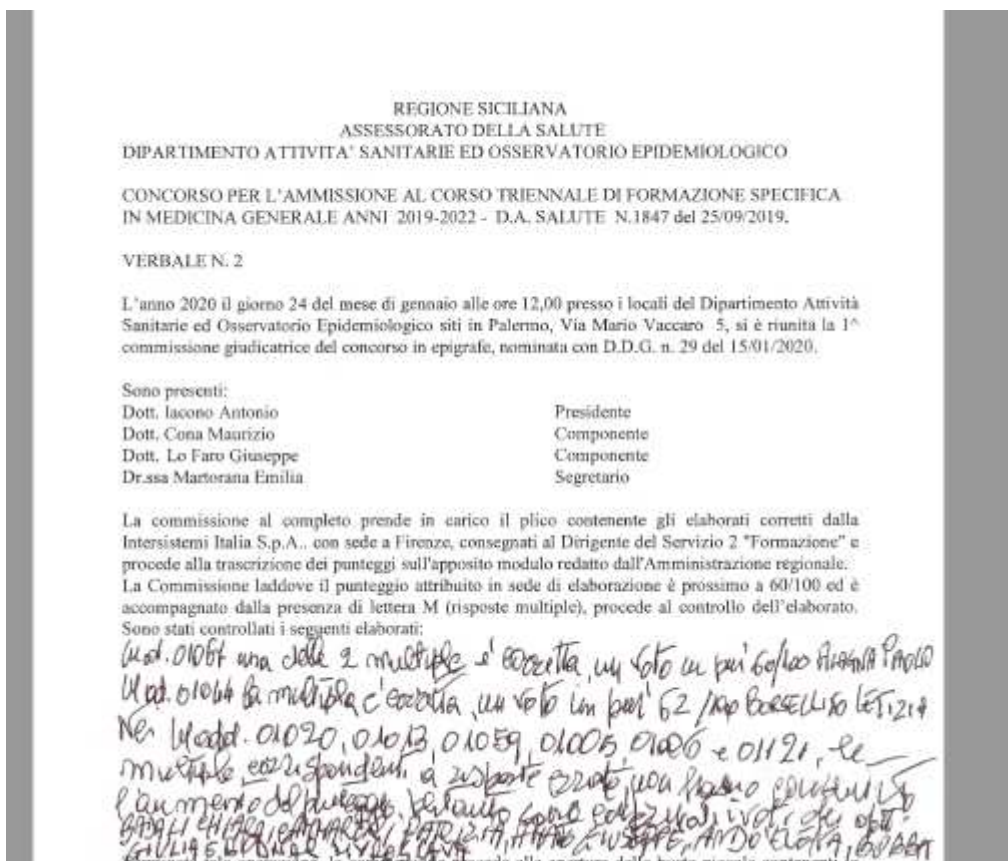 REGIONE SICILIANA
ASSESSORATO DELLA SALUTE
DIPARTIMENTO ATTIVITA' SANITARIE ED OSSERVATORIO EPIDEMIOLOGICO
CONCORSO PER L'AMMISSIONE AL CORSO TRIENNALE DI FORMAZIONE SPECIFICA
IN MEDICINA GENERALE ANNI 2019-2022 - D.A. SALUTE N.1847 del 25/09/2019.
VERBALE N. 2
L'anno 2020 il giorno 24 del mese di gennaio alle ore 12,00 presso i locali del Dipartimento Attività
Sanitarie ed Osservatorio Epidemiologico siti in Palermo, Via Mario Vaccaro 5, si è riunita la 1^
commissione giudicatrice del concorso in epigrafe, nominata con D.D.G. n. 29 del 15/01/2020.
Sono presenti:
Dott. Iacono Antonio Presidente
Dott. Cona Maurizio Componente
Dott. Lo Faro Giuseppe Componente
Dr.ssa Martorana Emilia Segretario
La commissione al completo prende in carico il plico contenente gli elaborati corretti dalla
Intersistemi Italia S.p.A.. con sede a Firenze, consegnati al Dirigente del Servizio 2 "Formazione" e
procede alla trascrizione dei punteggi sull'apposito modulo redatto dall'Amministrazione regionale.
La Commissione laddove il punteggio attribuito in sede di elaborazione è prossimo a 60/100 ed è
accompagnato dalla presenza di lettera M (risposte multiple), procede al controllo dell'elaborato.
Sono stati controllati i seguenti elaborati:
una delle 2 multiple è corretta, un voto in più 60/100 PAOLO
Mod. 01044 la multipla è corretta, un voto in più 62/100 BORSELLINO LETIZIA
Nei Modd. 01020, 01013, 01059, 01005, 01006 e 01121, le
multiple, corrispondenti a risposte errate, non hanno
l'aumento del punteggio, pertanto sono
CHIARA, PATRIZIA, GIUSEPPE, ANDO'
GIULIA